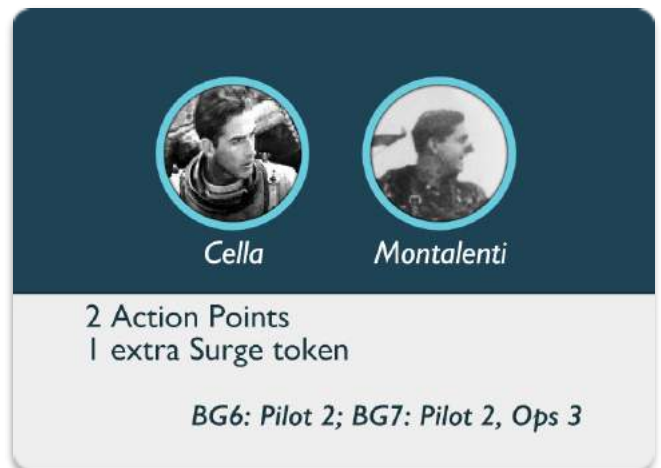 Cella Montalenti
2 Action Points
1 extra Surge token
BG6: Pilot 2; BG7: Pilot 2, Ops 3